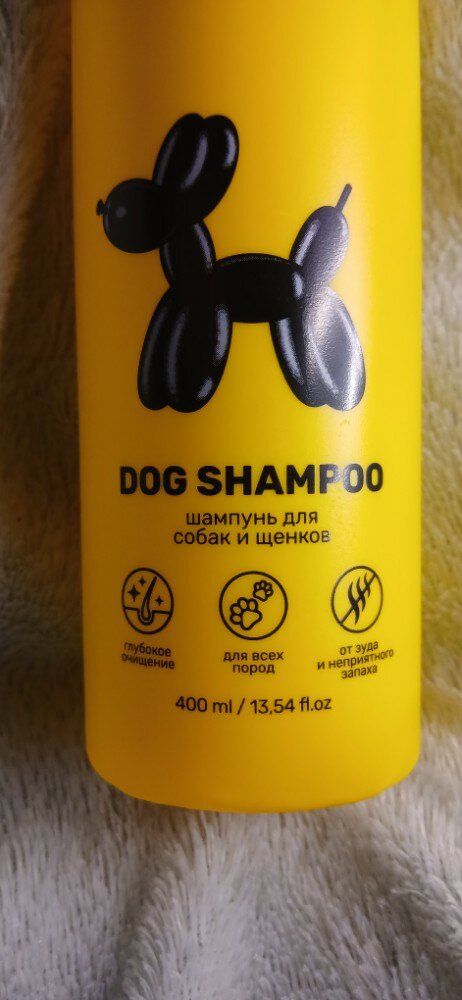 DOG SHAMPOO
шампунь для
собак и щенков
глубокое
очищение
для всех
пород
от зуда
и неприятного
запаха
400 ml / 13,54 fl.oz